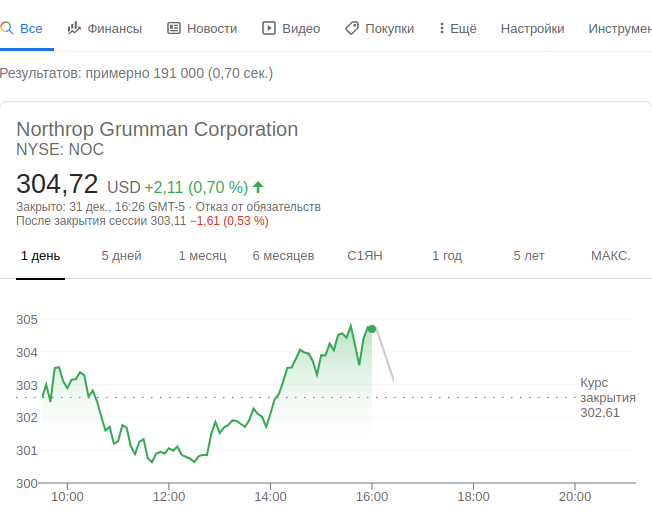 Все Финансы Новости Видео Покупки Ещё Настройки Инструмен
Результатов: примерно 191 000 (0,70 сек.)
Northrop Grumman Corporation
NYSE: NOC
304,72 USD +2,11 (0,70 %)
Закрыто: 31 дек., 16:26 GMT-5 · Отказ от обязательств
После закрытия сессии 303,11 −1,61 (0,53 %)
1 день 5 дней 1 месяц 6 месяцев С1ЯН 1 год 5 лет МАКС.
305
304
303
302
301
300
Курс
закрытия
302,61
10:00 12:00 14:00 16:00 18:00 20:00